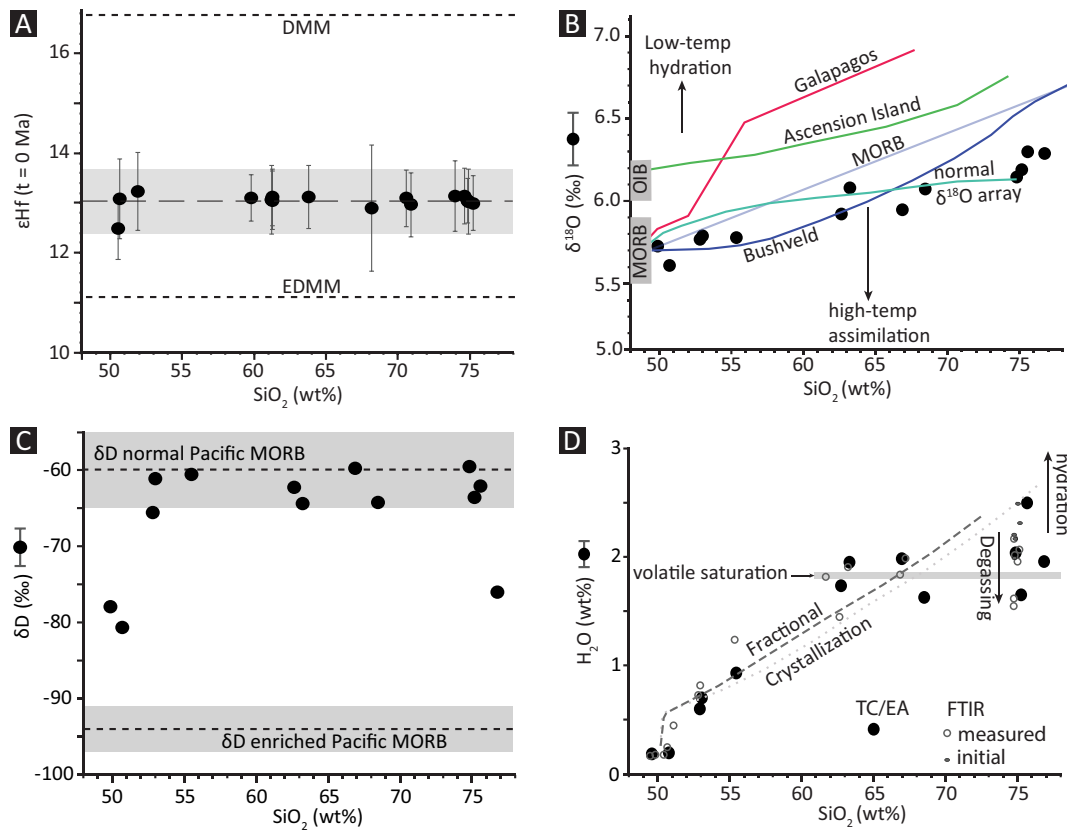 A
DMM
16
14
12
10
εHf (t = 0 Ma)
EDMM
50 55 60 65 70 75
SiO2 (wt%)
B
7.0
6.5
6.0
5.5
5.0
δ18O (‰)
Low-temp
hydration
Galapagos
Ascension Island
MORB
normal
δ18O array
Bushveld
OIB
MORB
high-temp
assimilation
50 55 60 65 70 75
SiO2 (wt%)
C
δD normal Pacific MORB
-60
-70
-80
-90
-100
δD (‰)
δD enriched Pacific MORB
50 55 60 65 70 75
SiO2 (wt%)
D
3
2
1
0
H2O (wt%)
hydration
Degassing
volatile saturation
Fractional
Crystallization
TC/EA
FTIR
measured
initial
50 55 60 65 70 75
SiO2 (wt%)